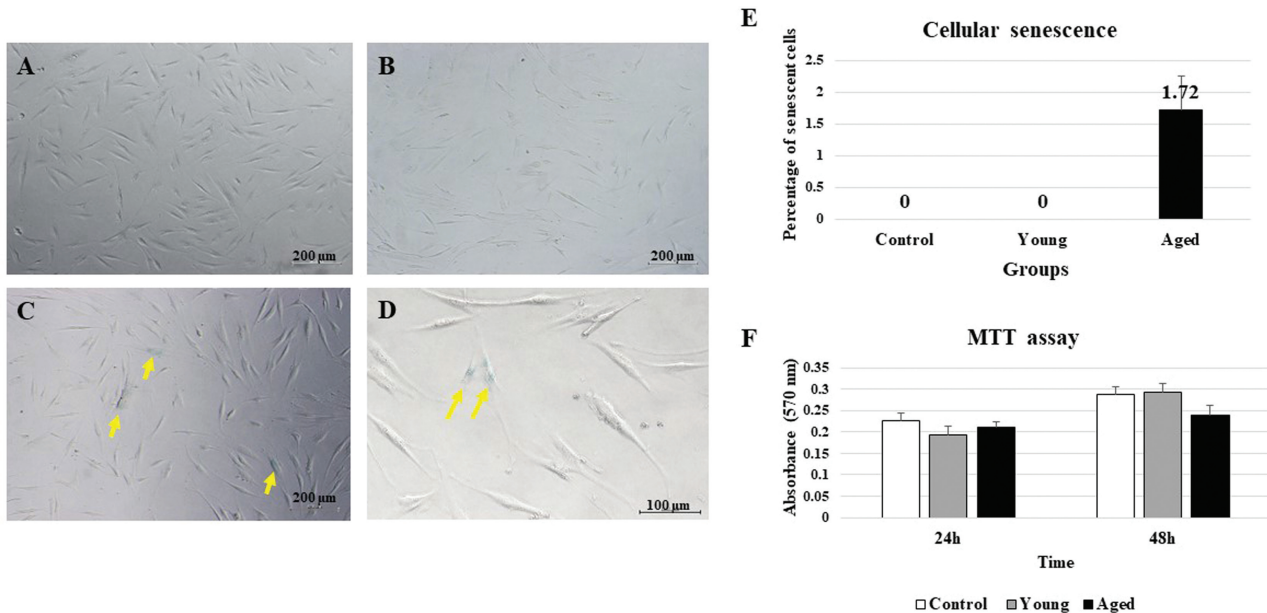 A
200 µm
B
200 µm
C
200 µm
D
100 µm
E
Cellular senescence
Percentage of senescent cells
2.5
2
1.5
1
0.5
0
0
0
1.72
Control Young Aged
Groups
F
MTT assay
Absorbance (570 nm)
0.35
0.3
0.25
0.2
0.15
0.1
0.05
0
24h 48h
Time
Control Young Aged